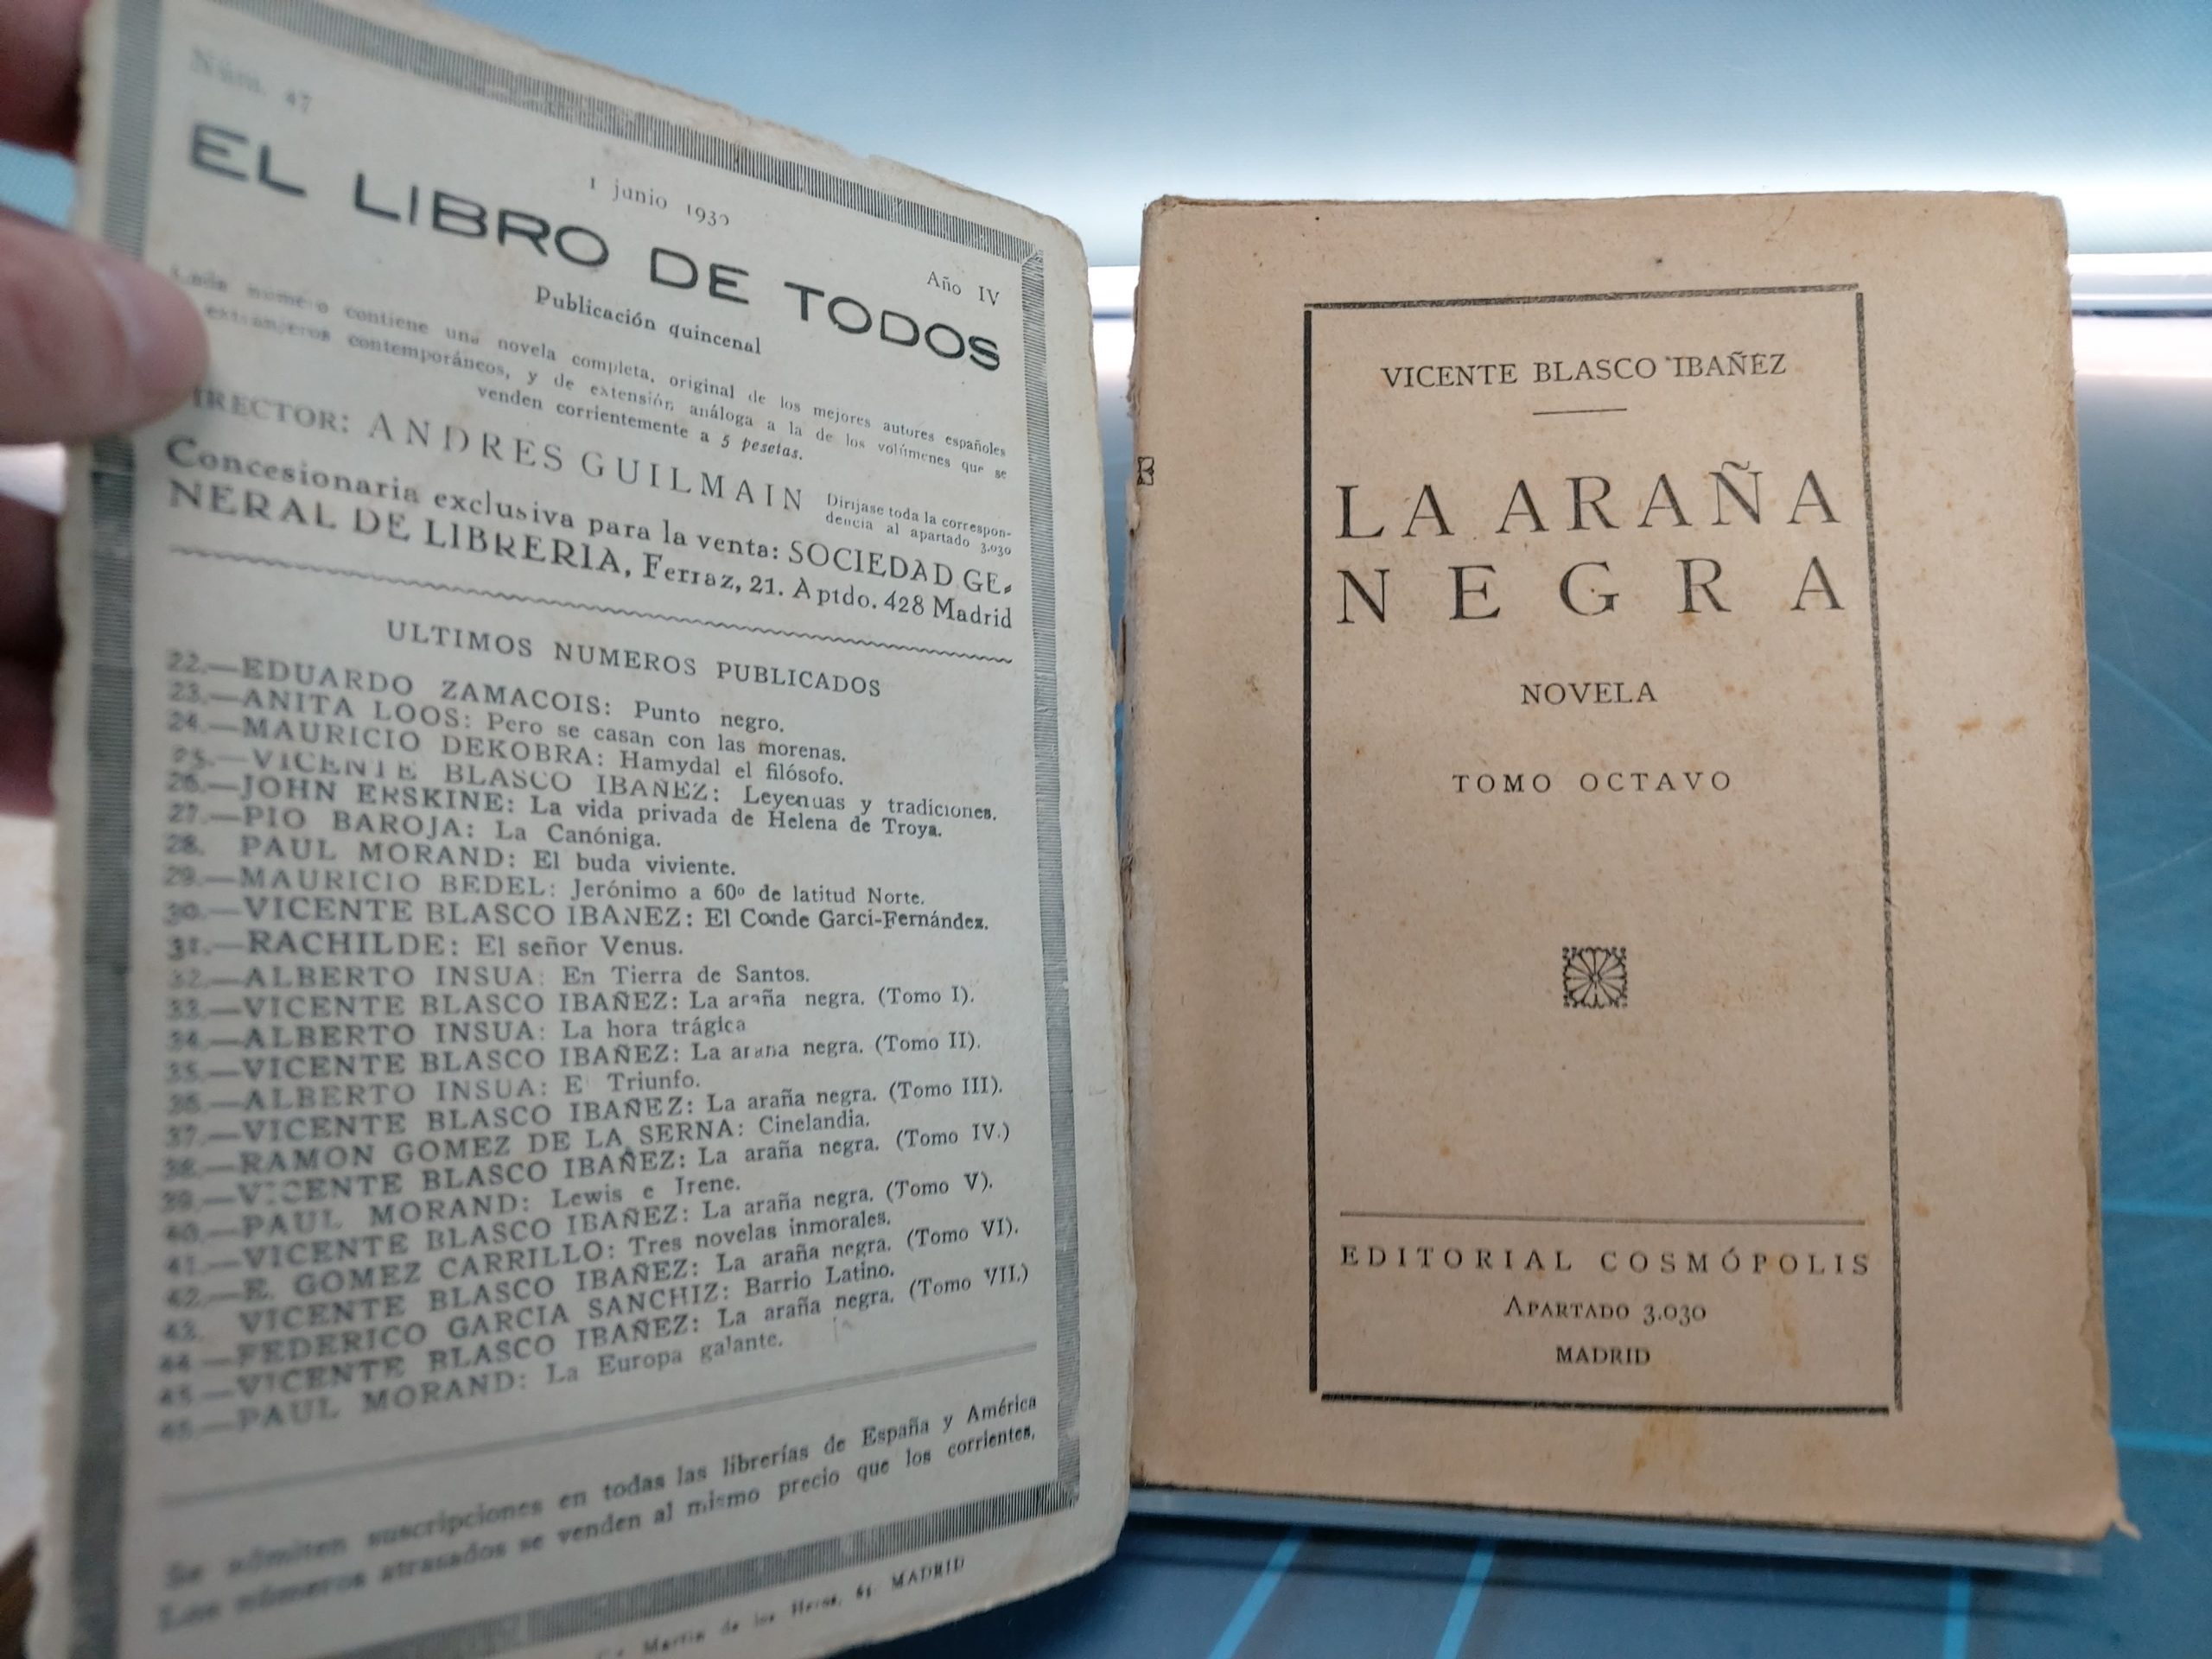 Núm. 47
1 junio 1930
Año IV
EL LIBRO DE TODOS
Publicación quincenal
Cada número contiene una novela completa, original de los mejores autores españoles
extranjeros contemporáneos, y de extensión análoga a la de los volúmenes que se
venden corrientemente a 5 pesetas.
IRECTOR: ANDRES GUILMAIN
Diríjase toda la correspon-
dencia al apartado 3.030
Concesionaria exclusiva para la venta: SOCIEDAD GE-
NERAL DE LIBRERIA, Ferraz, 21. Aptdo. 428 Madrid
ULTIMOS NUMEROS PUBLICADOS
22.—EDUARDO ZAMACOIS: Punto negro.
23.—ANITA LOOS: Pero se casan con las morenas.
24.—MAURICIO DEKOBRA: Hamydal el filósofo.
25.—VICENTE BLASCO IBAÑEZ: Leyenuas y tradiciones.
26.—JOHN ERSKINE: La vida privada de Helena de Troya.
27.—PIO BAROJA: La Canóniga.
28. PAUL MORAND: El buda viviente.
29.—MAURICIO BEDEL: Jerónimo a 60º de latitud Norte.
30.—VICENTE BLASCO IBANEZ: El Conde Garci-Fernández.
31.—RACHILDE: El señor Venus.
32.—ALBERTO INSUA: En Tierra de Santos.
33.—VICENTE BLASCO IBAÑEZ: La araña negra. (Tomo I).
34.—ALBERTO INSUA: La hora trágica
35.—VICENTE BLASCO IBAÑEZ: La arana negra. (Tomo II).
36.—ALBERTO INSUA: E Triunfo.
37.—VICENTE BLASCO IBAÑEZ: La araña negra. (Tomo III).
38.—RAMON GOMEZ DE LA SERNA: Cinelandia.
39.—VICENTE BLASCO IBAÑEZ: La araña negra. (Tomo IV.)
40.—PAUL MORAND: Lewis e Irene.
41.—VICENTE BLASCO IBAÑEZ: La araña negra. (Tomo V).
42.—E. GOMEZ CARRILLO: Tres novelas inmorales.
43. VICENTE BLASCO IBAÑEZ: La araña negra. (Tomo VI).
44.—FEDERICO GARCIA SANCHIZ: Barrio Latino.
45.—VICENTE BLASCO IBAÑEZ: La araña negra. (Tomo VII.)
46.—PAUL MORAND: La Europa galante.
Se admiten suscripciones en todas las librerías de España y América
Los números atrasados se venden al mismo precio que los corrientes.
Martín de los Heros, 65 MADRID
VICENTE BLASCO IBAÑEZ
LA ARAÑA
NEGRA
NOVELA
TOMO OCTAVO
EDITORIAL COSMÓPOLIS
APARTADO 3.030
MADRID